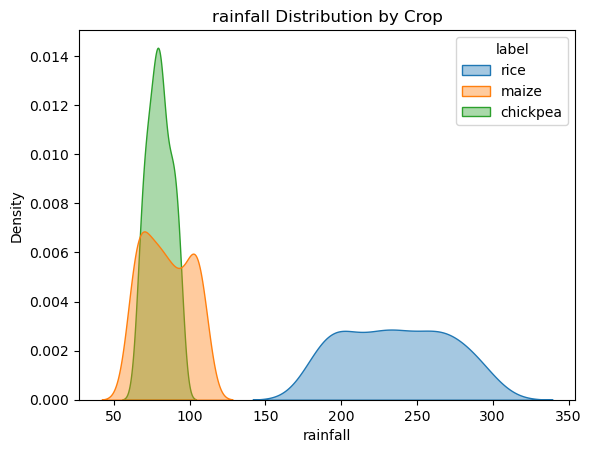 rainfall Distribution by Crop
label
rice
maize
chickpea
Density
0.014
0.012
0.010
0.008
0.006
0.004
0.002
0.000
50 100 150 200 250 300 350
rainfall